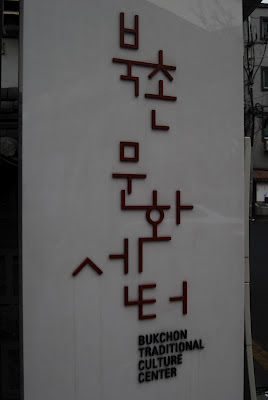 북촌
문화
센터
BUKCHON
TRADITIONAL
CULTURE
CENTER